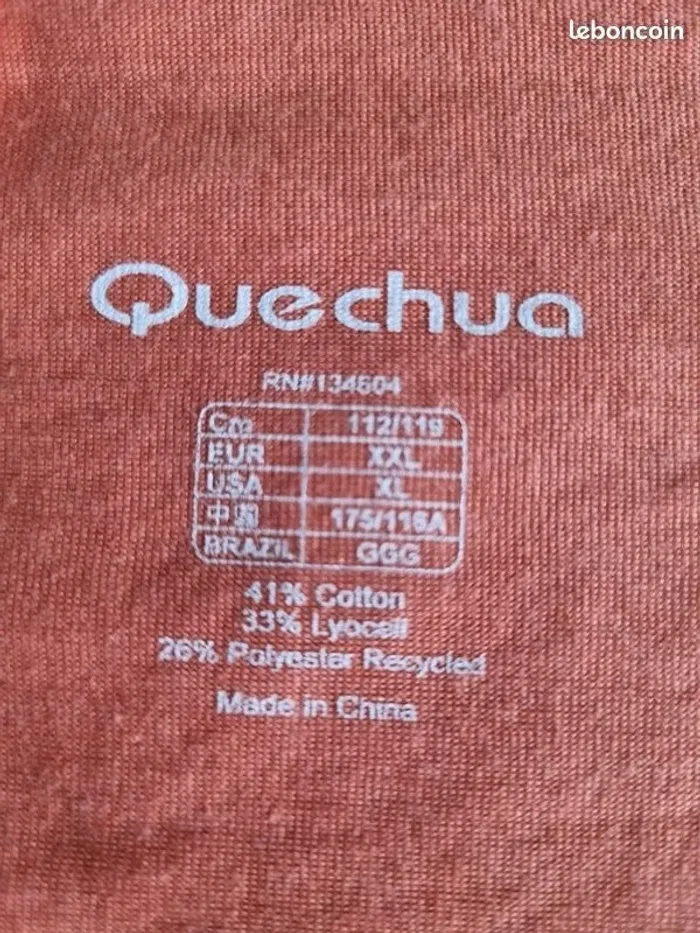 leboncoin
Quechua
RN#134604
Cm 112/119
EUR XXL
USA XL
中国 175/116A
BRAZIL GGG
41% Cotton
33% Lyocell
26% Polyester Recycled
Made in China